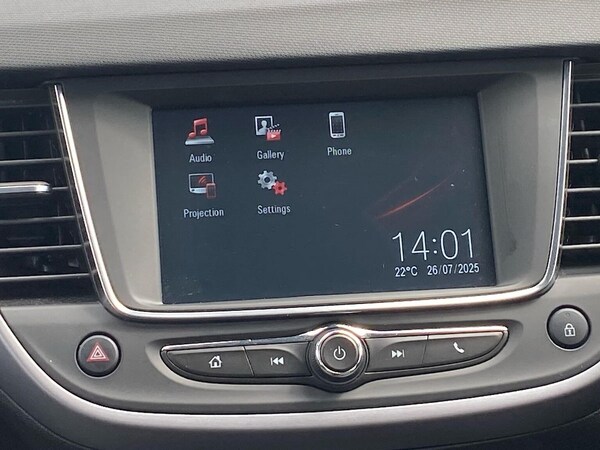 Audio Gallery Phone
Projection Settings
14:01
22°C 26/07/2025